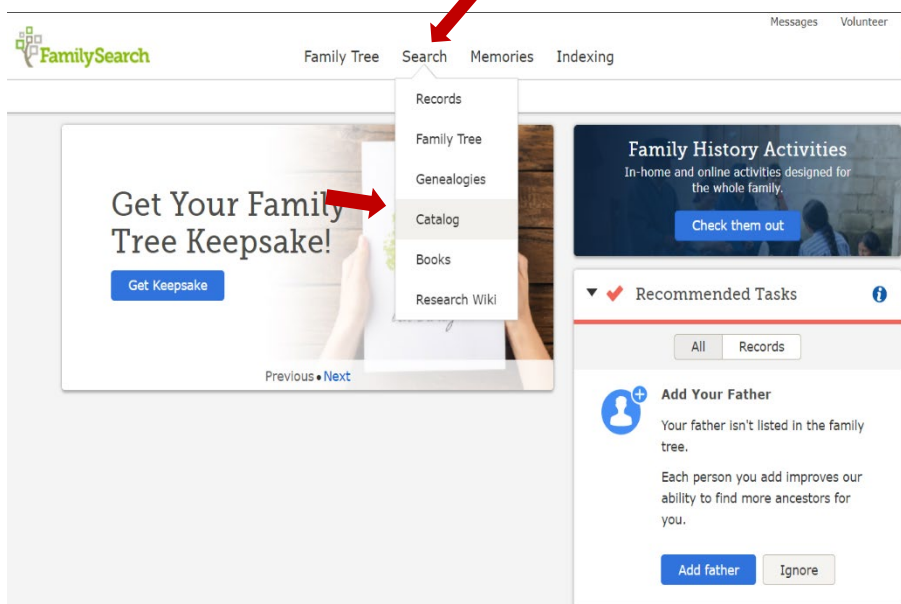 Messages Volunteer
FamilySearch
Family Tree Search Memories Indexing
Records
Family Tree
Genealogies
Catalog
Books
Research Wiki
Get Your Family
Tree Keepsake!
Get Keepsake
Previous • Next
Family History Activities
In-home and online activities designed for
the whole family.
Check them out
Recommended Tasks
All Records
Add Your Father
Your father isn't listed in the family
tree.
Each person you add improves our
ability to find more ancestors for
you.
Add father Ignore